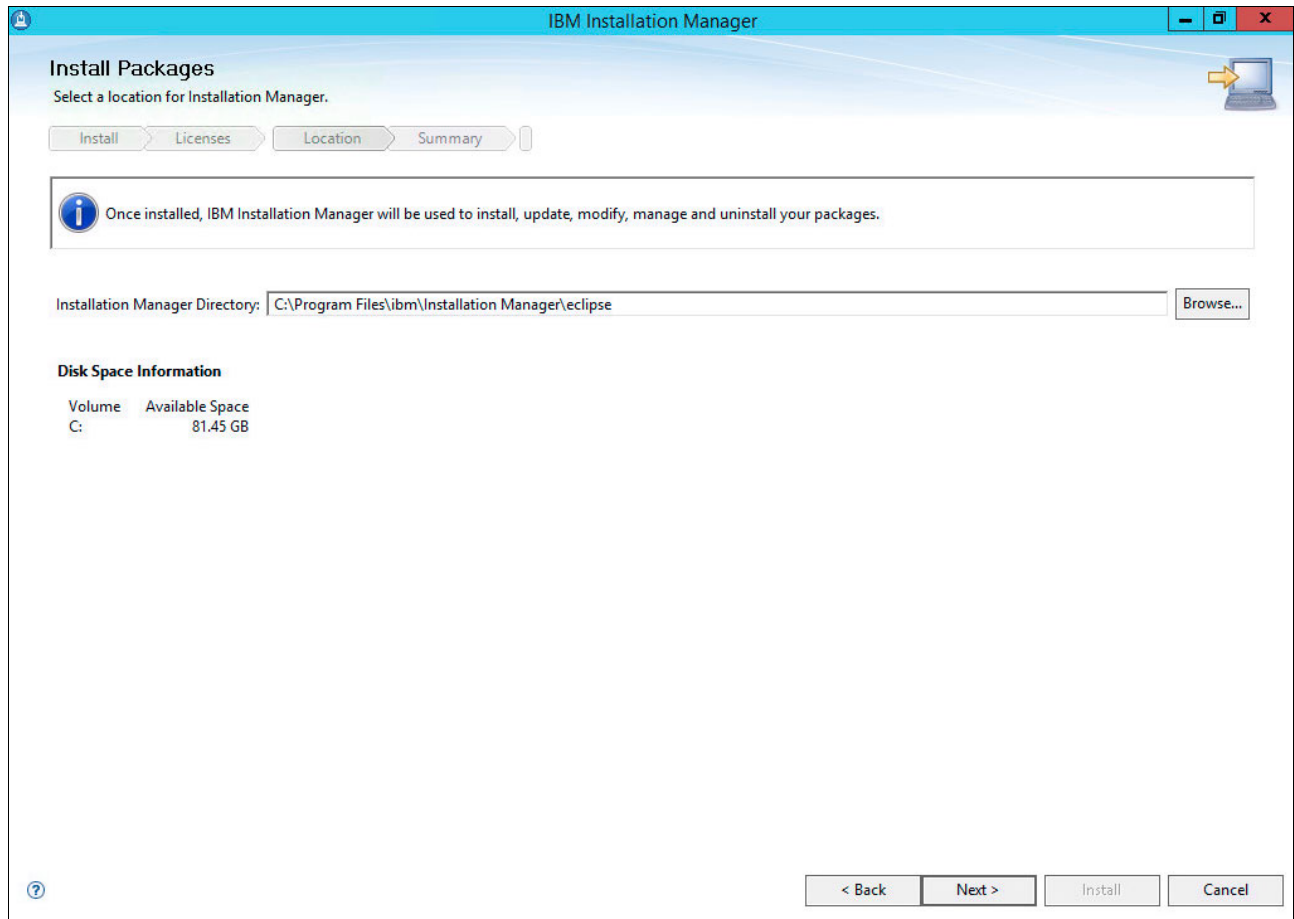 IBM Installation Manager
Install Packages
Select a location for Installation Manager.
Install Licenses Location Summary
Once installed, IBM Installation Manager will be used to install, update, modify, manage and uninstall your packages.
Installation Manager Directory: C:\Program Files\ibm\Installation Manager\eclipse Browse...
Disk Space Information
Volume Available Space
C: 81.45 GB
? < Back Next > Install Cancel